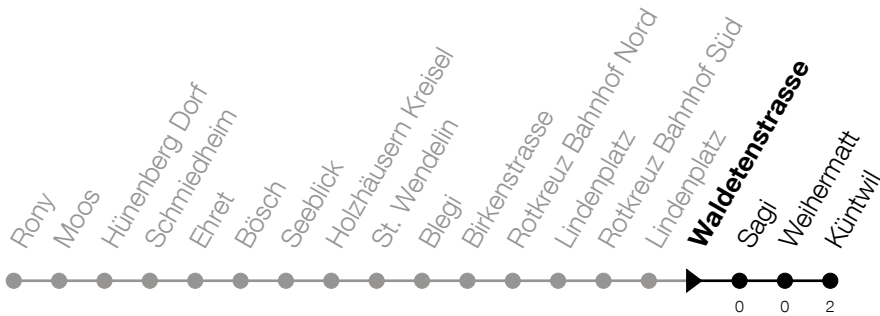 Rony
Moos
Hünenberg Dorf
Schmiedheim
Ehret
Bösch
Seeblick
Holzhäusern Kreisel
St. Wendelin
Blegi
Birkenstrasse
Rotkreuz Bahnhof Nord
Lindenplatz
Rotkreuz Bahnhof Süd
Lindenplatz
Waldetenstrasse
Sagi
Weihermatt
Küntwil
0 0 2